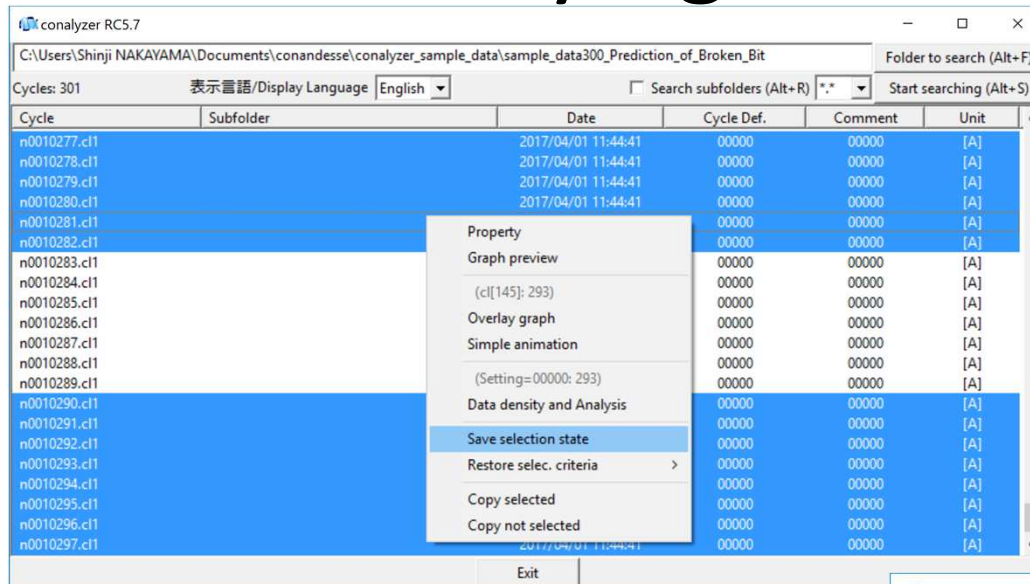 conalyzer RC5.7
C:\Users\Shinji NAKAYAMA\Documents\conandesse\conalyzer_sample_data\sample_data300_Prediction_of_Broken_Bit Folder to search (Alt+F)
Cycles: 301 表示言語/Display Language English Search subfolders (Alt+R) *.* Start searching (Alt+S)
Cycle Subfolder Date Cycle Def. Comment Unit
n0010277.cl1 2017/04/01 11:44:41 00000 00000 [A]
n0010278.cl1 2017/04/01 11:44:41 00000 00000 [A]
n0010279.cl1 2017/04/01 11:44:41 00000 00000 [A]
n0010280.cl1 2017/04/01 11:44:41 00000 00000 [A]
n0010281.cl1 00000 00000 [A]
n0010282.cl1 00000 00000 [A]
n0010283.cl1 00000 00000 [A]
n0010284.cl1 00000 00000 [A]
n0010285.cl1 00000 00000 [A]
n0010286.cl1 00000 00000 [A]
n0010287.cl1 00000 00000 [A]
n0010288.cl1 00000 00000 [A]
n0010289.cl1 00000 00000 [A]
n0010290.cl1 00000 00000 [A]
n0010291.cl1 00000 00000 [A]
n0010292.cl1 00000 00000 [A]
n0010293.cl1 00000 00000 [A]
n0010294.cl1 00000 00000 [A]
n0010295.cl1 00000 00000 [A]
n0010296.cl1 00000 00000 [A]
n0010297.cl1 2017/04/01 11:44:41 00000 00000 [A]
Property
Graph preview
(cl[145]: 293)
Overlay graph
Simple animation
(Setting=00000: 293)
Data density and Analysis
Save selection state
Restore selec. criteria >
Copy selected
Copy not selected
Exit